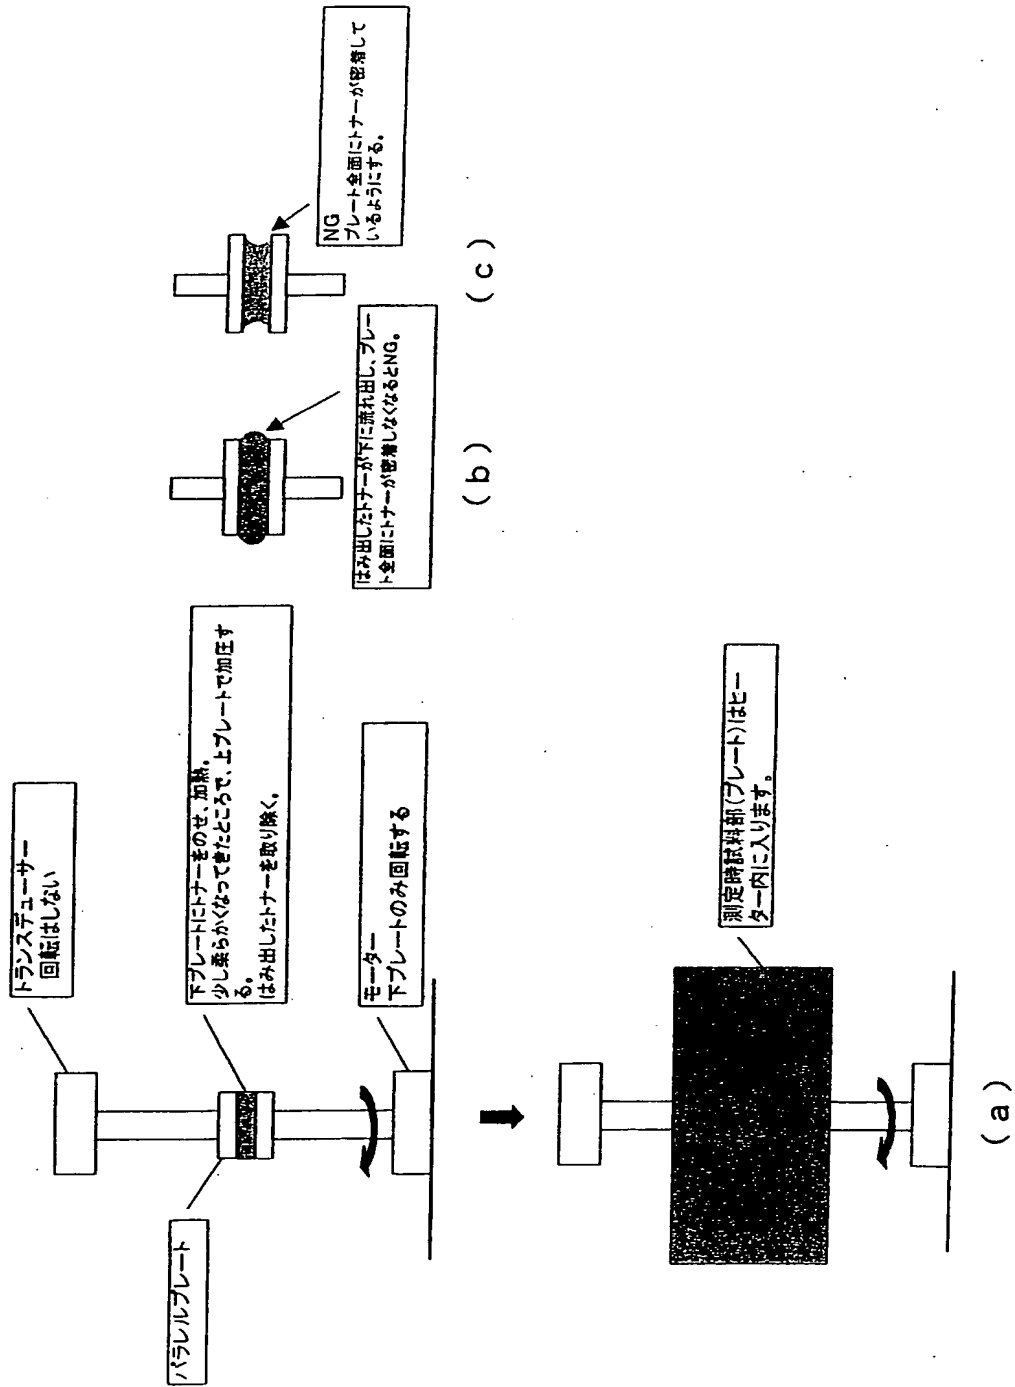 トランスデューサー
回転はしない
パラレルプレート
下プレートにトナーをのせ、加熱。
少し柔らかくなってきたところで、上プレートで加圧す
る。
はみ出したトナーを取り除く。
モーター
下プレートのみ回転する
測定時試料部(プレート)はヒー
ター内に入ります。
(a)
はみ出したトナーが下に流れ出し、プレー
ト全面にトナーが密着しなくなるとNG。
(b)
NG
プレート全面にトナーが密着して
いるようにする。
(c)